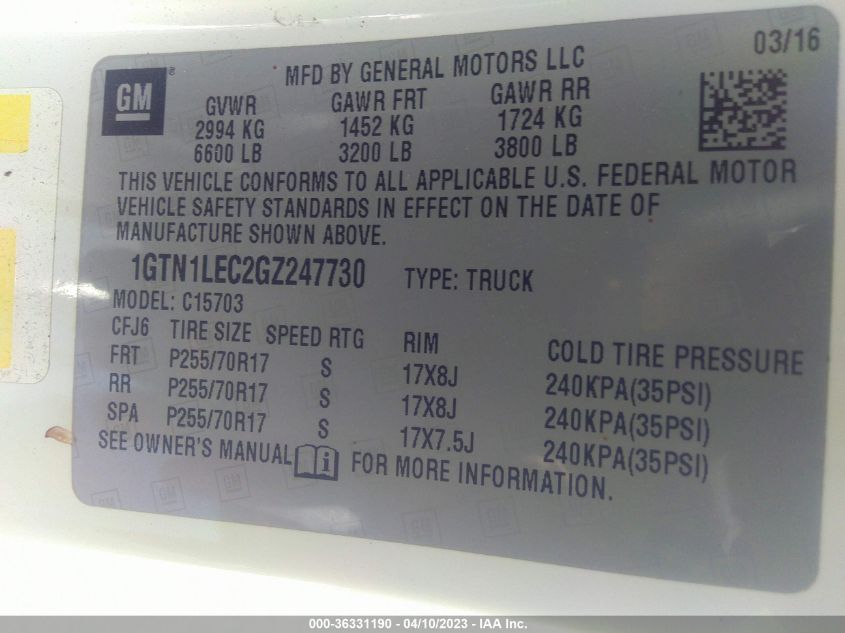 03/16
GM®
MFD BY GENERAL MOTORS LLC
GVWR GAWR FRT GAWR RR
2994 KG 1452 KG 1724 KG
6600 LB 3200 LB 3800 LB
THIS VEHICLE CONFORMS TO ALL APPLICABLE U.S. FEDERAL MOTOR
VEHICLE SAFETY STANDARDS IN EFFECT ON THE DATE OF
MANUFACTURE SHOWN ABOVE.
1GTN1LEC2GZ247730 TYPE: TRUCK
MODEL: C15703
CFJ6 TIRE SIZE SPEED RTG RIM COLD TIRE PRESSURE
FRT P255/70R17 S 17X8J 240KPA(35PSI)
RR P255/70R17 S 17X8J 240KPA(35PSI)
SPA P255/70R17 S 17X7.5J 240KPA(35PSI)
SEE OWNER'S MANUAL i FOR MORE INFORMATION.
000-36331190 - 04/10/2023 - IAA Inc.